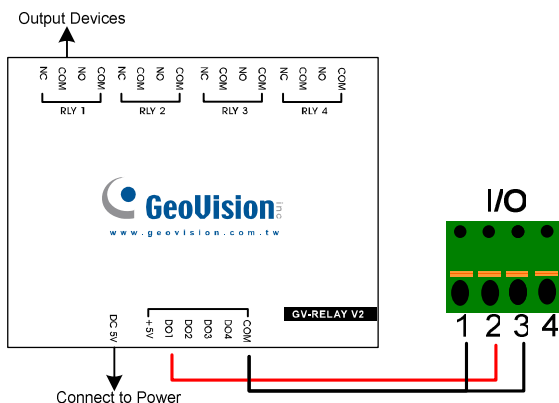 Output Devices
NC COM NO COM NC COM NO COM NC COM NO COM NC COM NO COM
RLY 1 RLY 2 RLY 3 RLY 4
GeoVision inc
www.geovision.com.tw
I/O
GV-RELAY V2
DC 5V +5V DO1 DO2 DO3 DO4 COM
1 2 3 4
Connect to Power